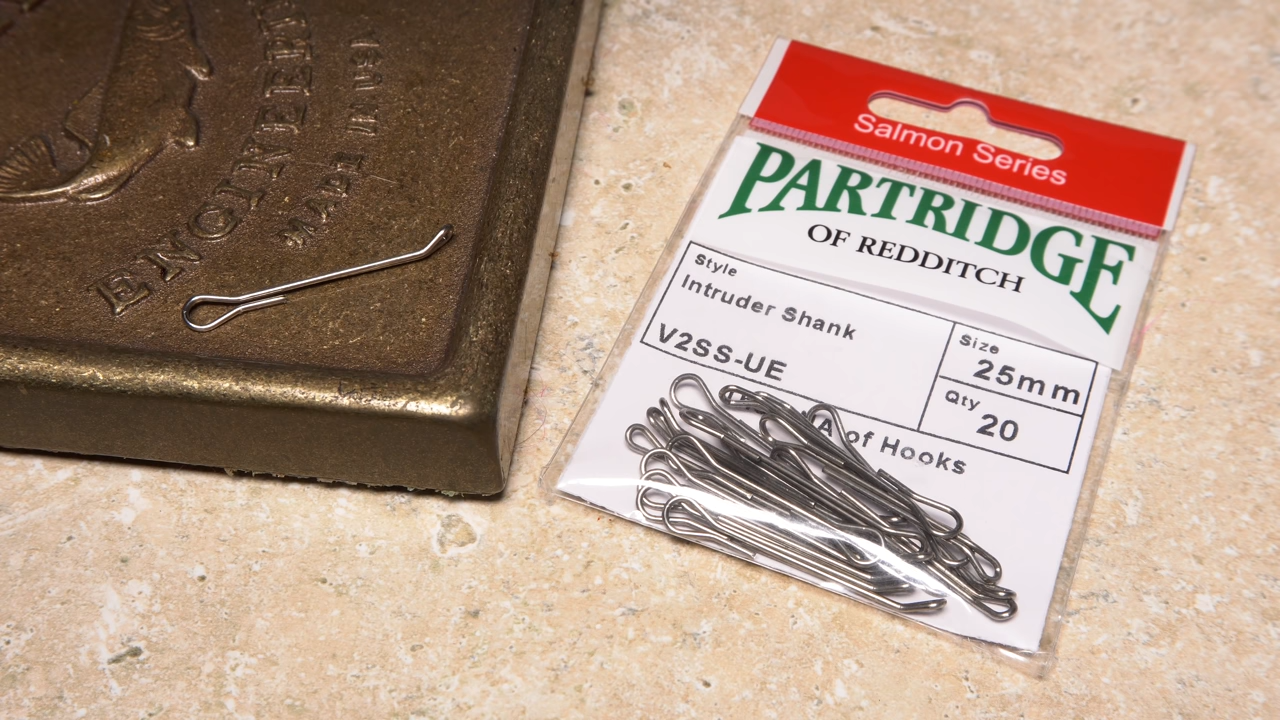 ENGINEER
MADE IN USA
Salmon Series
PARTRIDGE
OF REDDITCH
Style
Intruder Shank
V2SS-UE
Size
25mm
Qty
20
of Hooks